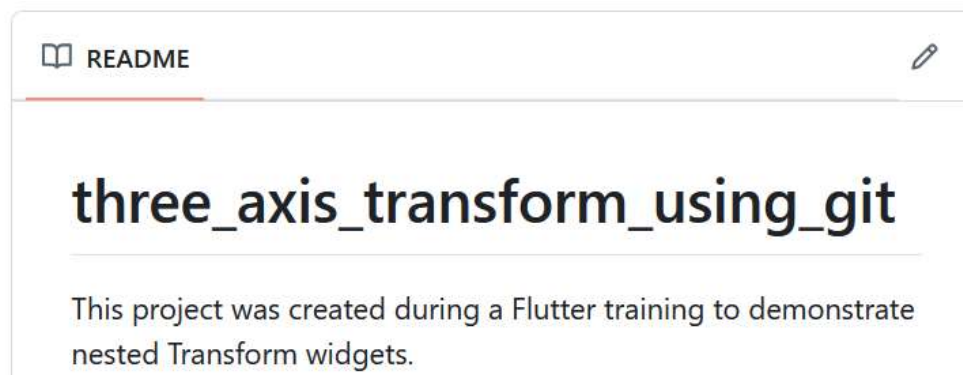 README
three_axis_transform_using_git
This project was created during a Flutter training to demonstrate
nested Transform widgets.